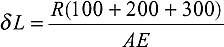 δL = R(100 + 200 + 300) / AE